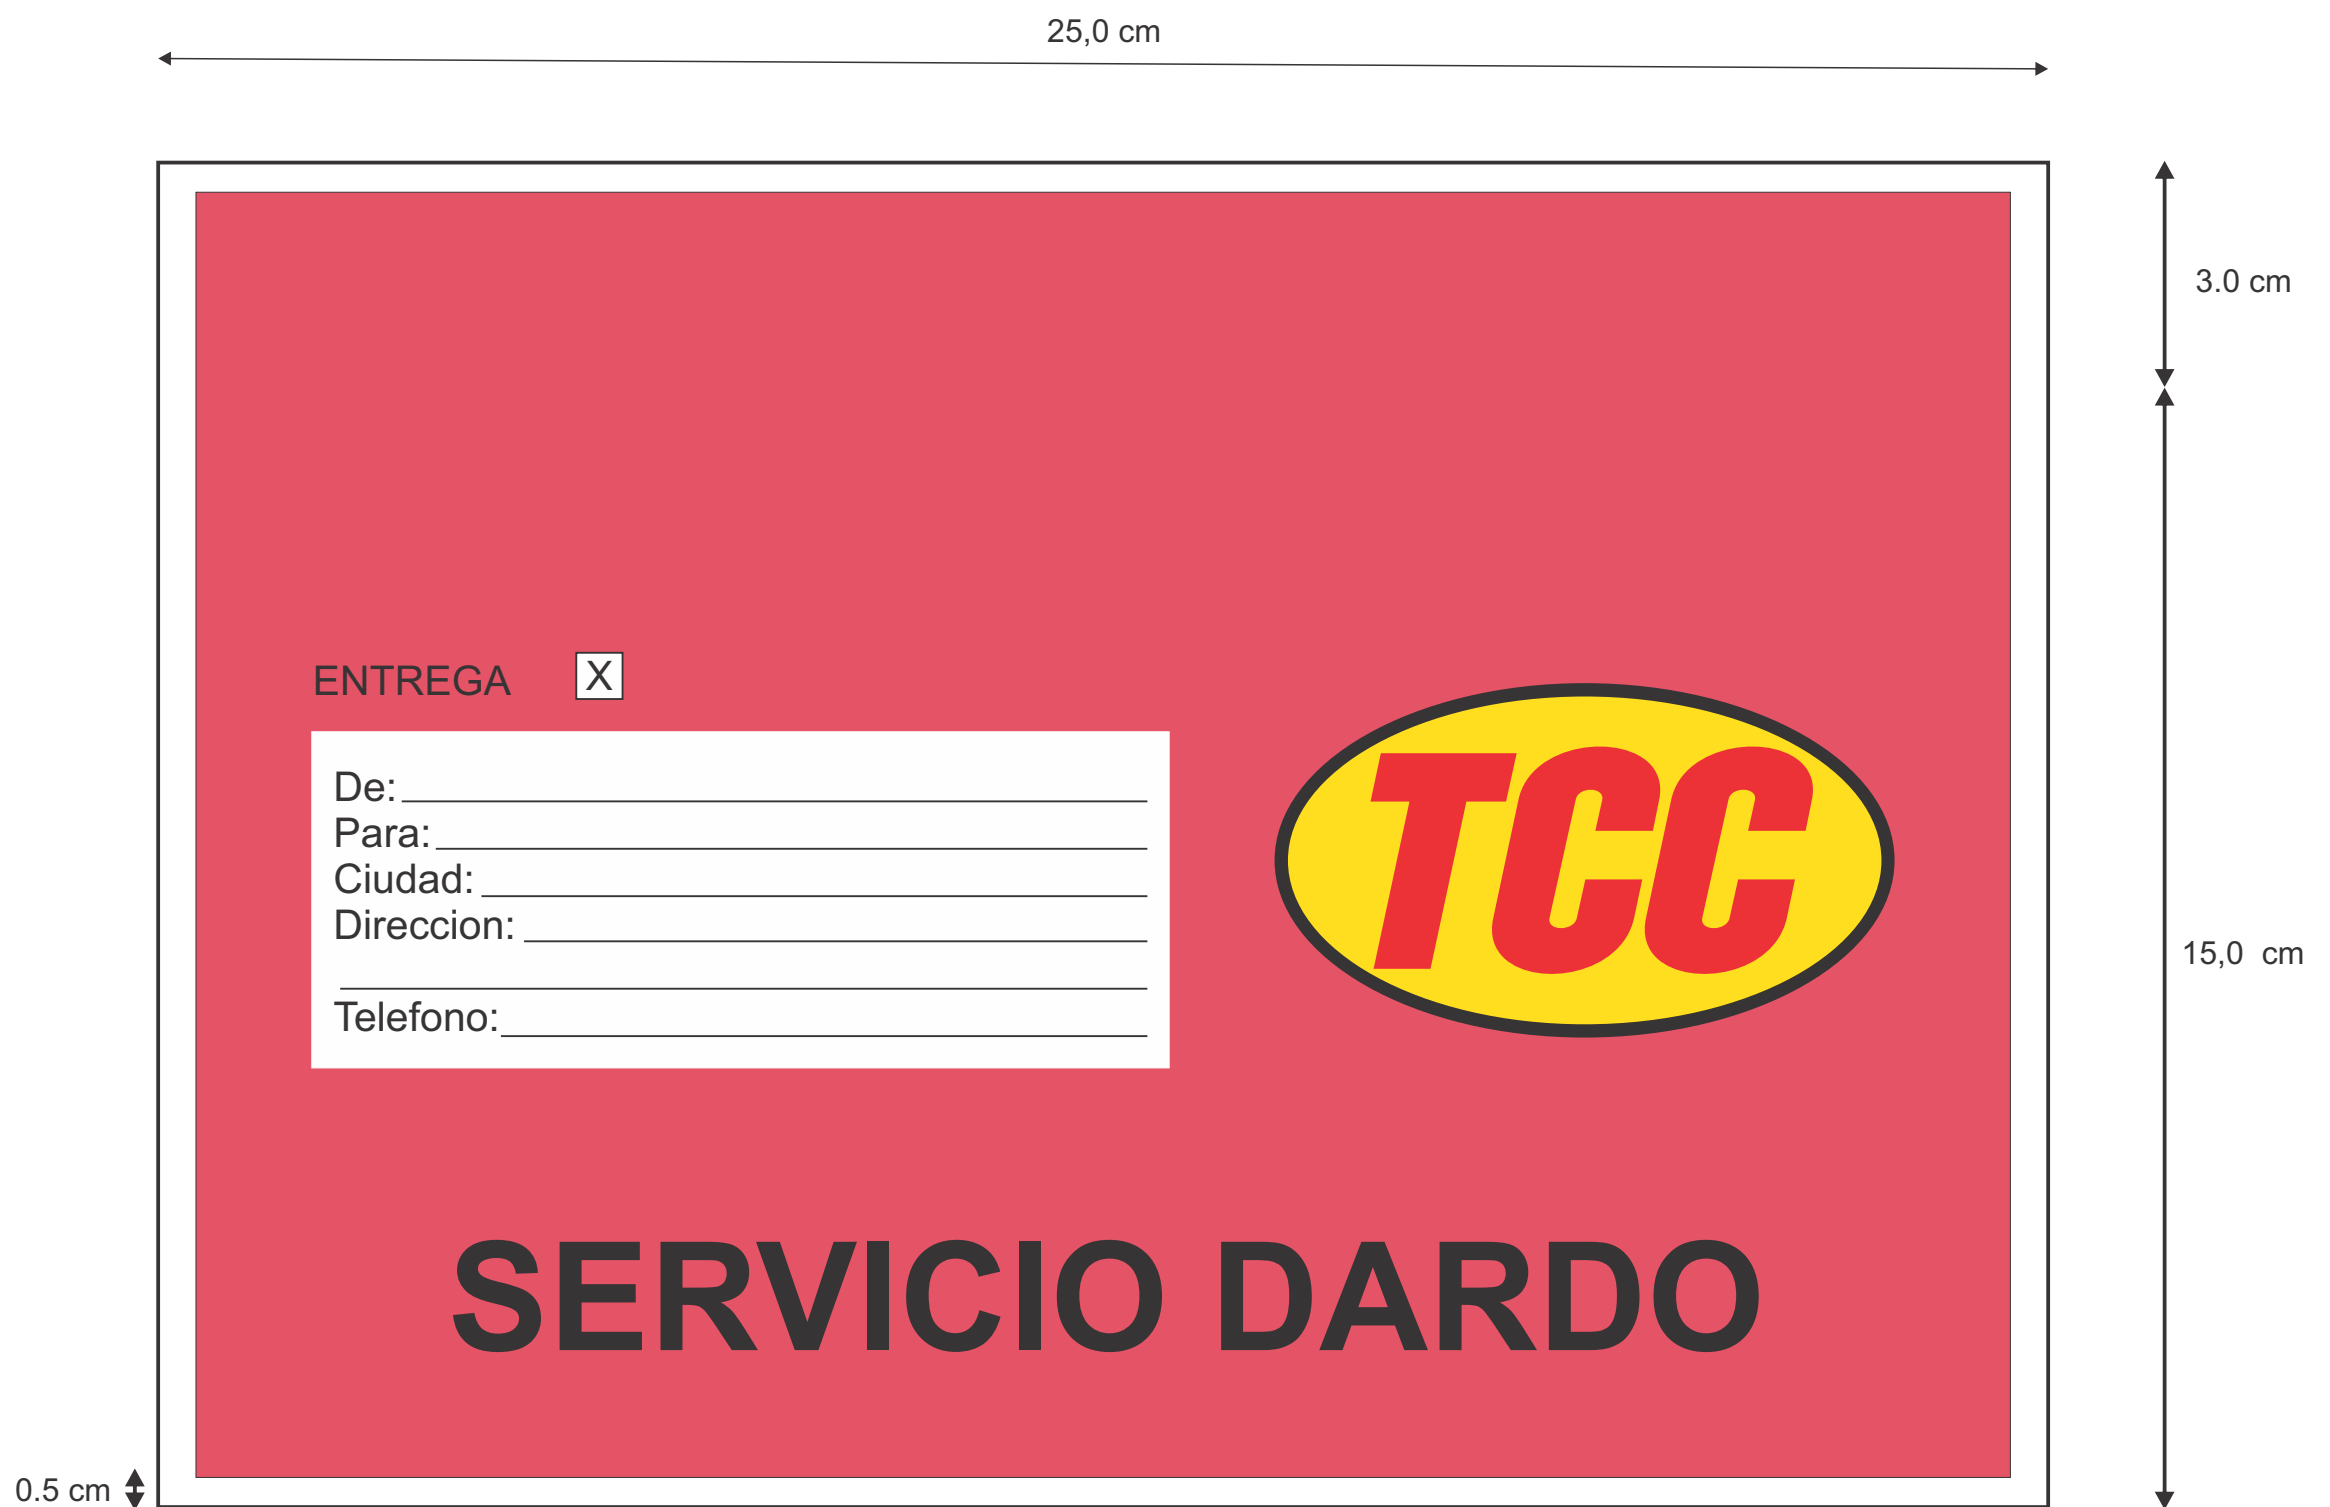 25,0 cm
3.0 cm
ENTREGA X
De:
Para:
Ciudad:
Direccion:
Telefono:
TCC
15,0 cm
SERVICIO DARDO
0.5 cm